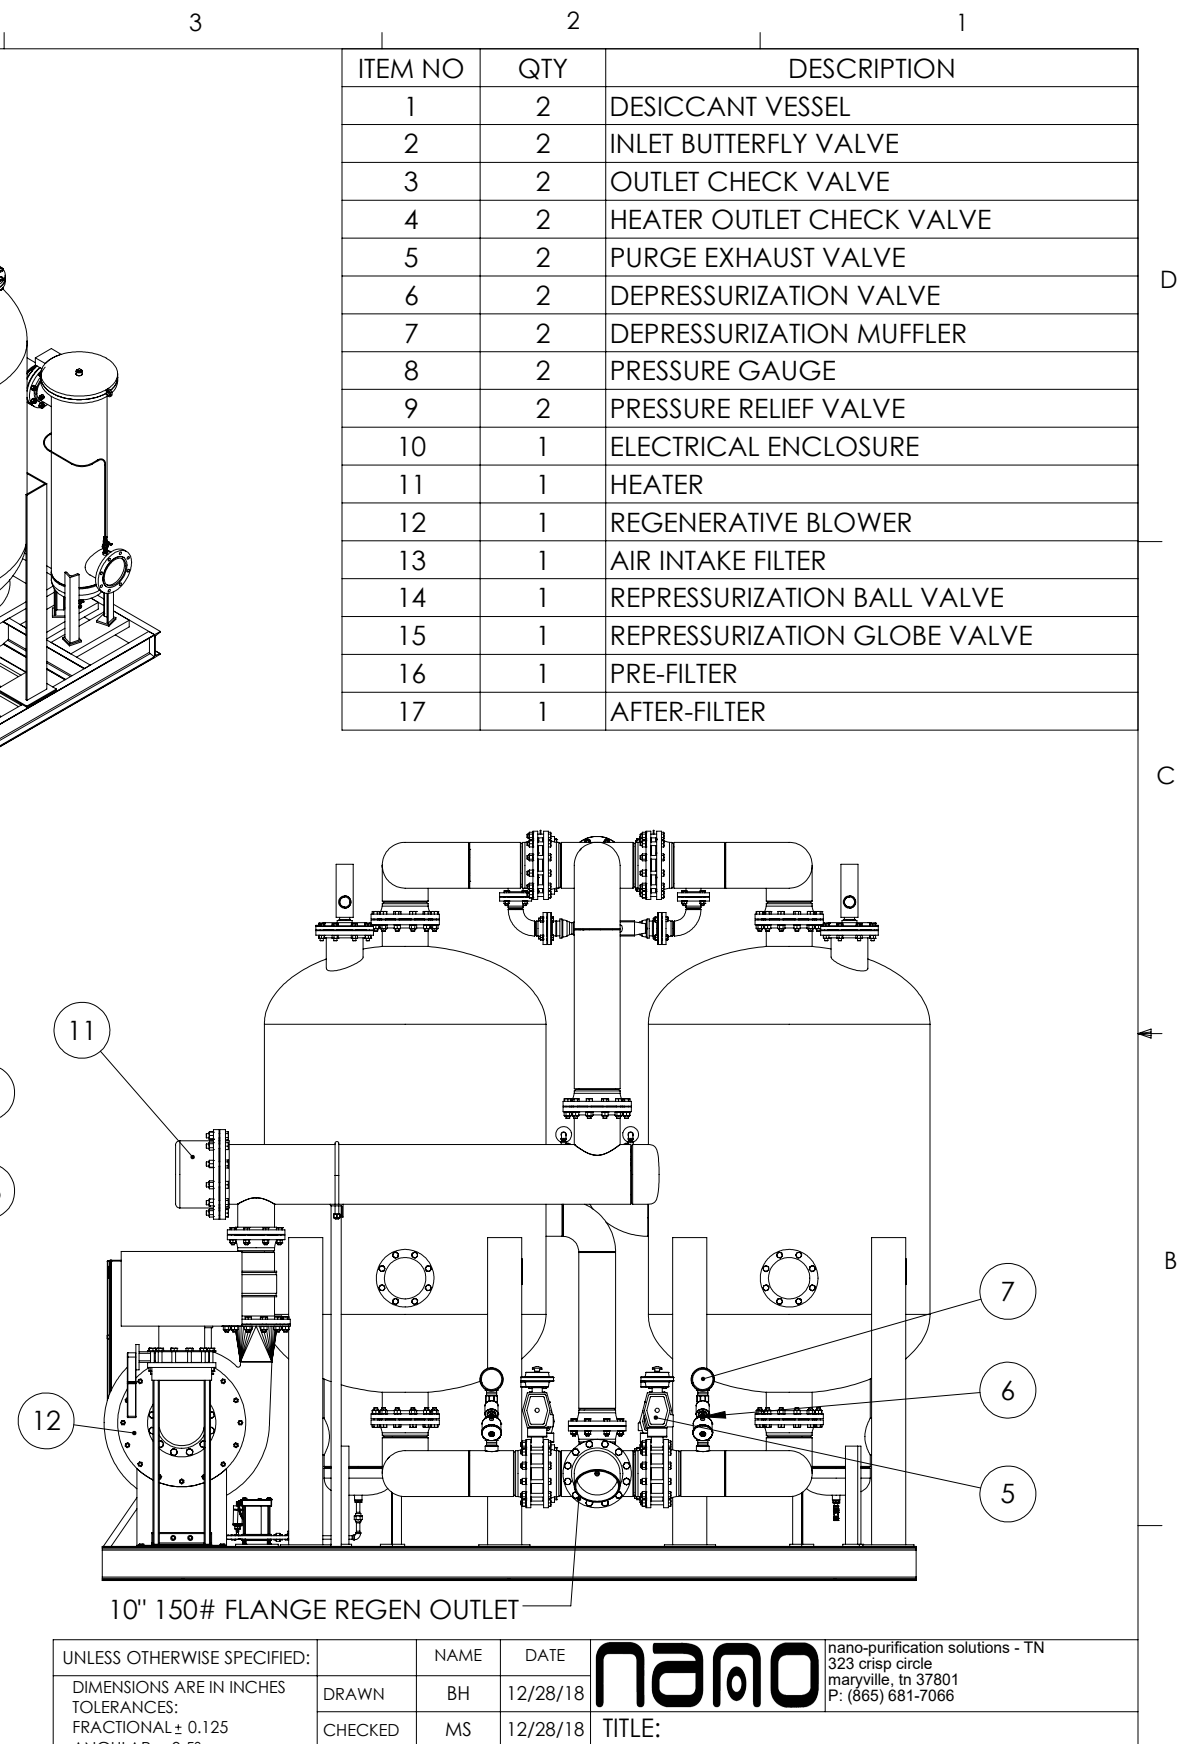 3 2 1
ITEM NO QTY DESCRIPTION
1 2 DESICCANT VESSEL
2 2 INLET BUTTERFLY VALVE
3 2 OUTLET CHECK VALVE
4 2 HEATER OUTLET CHECK VALVE
5 2 PURGE EXHAUST VALVE
6 2 DEPRESSURIZATION VALVE
7 2 DEPRESSURIZATION MUFFLER
8 2 PRESSURE GAUGE
9 2 PRESSURE RELIEF VALVE
10 1 ELECTRICAL ENCLOSURE
11 1 HEATER
12 1 REGENERATIVE BLOWER
13 1 AIR INTAKE FILTER
14 1 REPRESSURIZATION BALL VALVE
15 1 REPRESSURIZATION GLOBE VALVE
16 1 PRE-FILTER
17 1 AFTER-FILTER
D
C
11
B
7
6
12
5
10" 150# FLANGE REGEN OUTLET
UNLESS OTHERWISE SPECIFIED:
DIMENSIONS ARE IN INCHES
TOLERANCES:
FRACTIONAL ± 0.125
NAME DATE
DRAWN BH 12/28/18
CHECKED MS 12/28/18
nano
nano-purification solutions - TN
323 crisp circle
maryville, tn 37801
P: (865) 681-7066
TITLE: